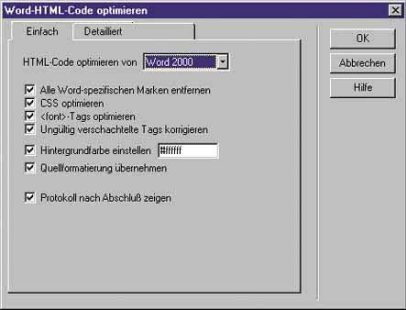 Word-HTML-Code optimieren
Einfach Detailliert
HTML-Code optimieren von Word 2000
Alle Word-spezifischen Marken entfernen
CSS optimieren
<font>-Tags optimieren
Ungültig verschachtelte Tags korrigieren
Hintergrundfarbe einstellen #ffffff
Quellformatierung übernehmen
Protokoll nach Abschluß zeigen
OK
Abbrechen
Hilfe